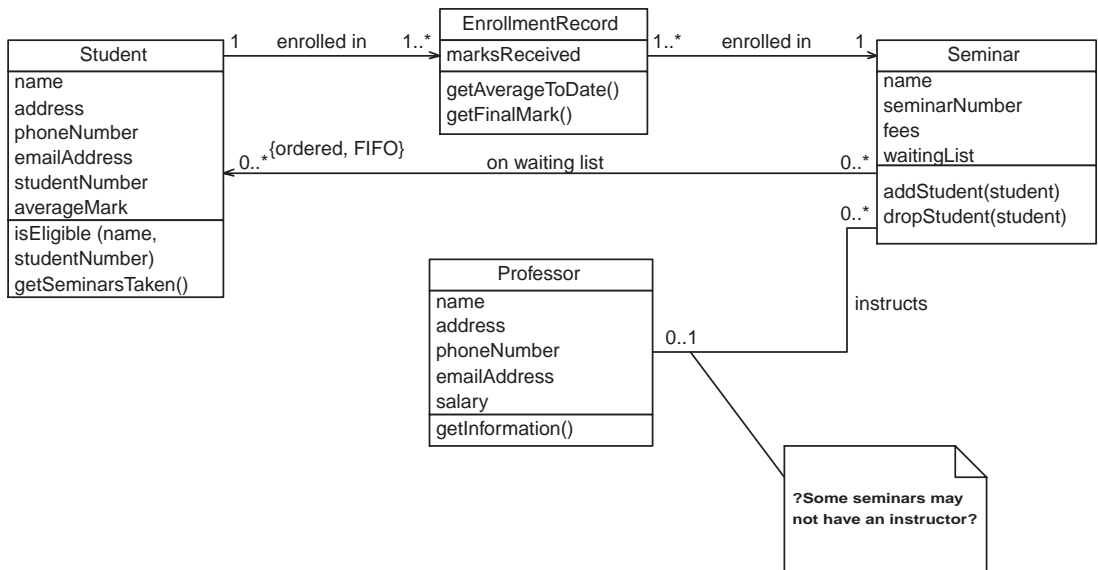 EnrollmentRecord
marksReceived
getAverageToDate()
getFinalMark()
1 enrolled in 1..*
1..* enrolled in 1
Student
name
address
phoneNumber
emailAddress
studentNumber
averageMark
isEligible (name,
studentNumber)
getSeminarsTaken()
Seminar
name
seminarNumber
fees
waitingList
addStudent(student)
dropStudent(student)
0..* {ordered, FIFO}
on waiting list
0..*
0..*
instructs
0..1
Professor
name
address
phoneNumber
emailAddress
salary
getInformation()
?Some seminars may
not have an instructor?